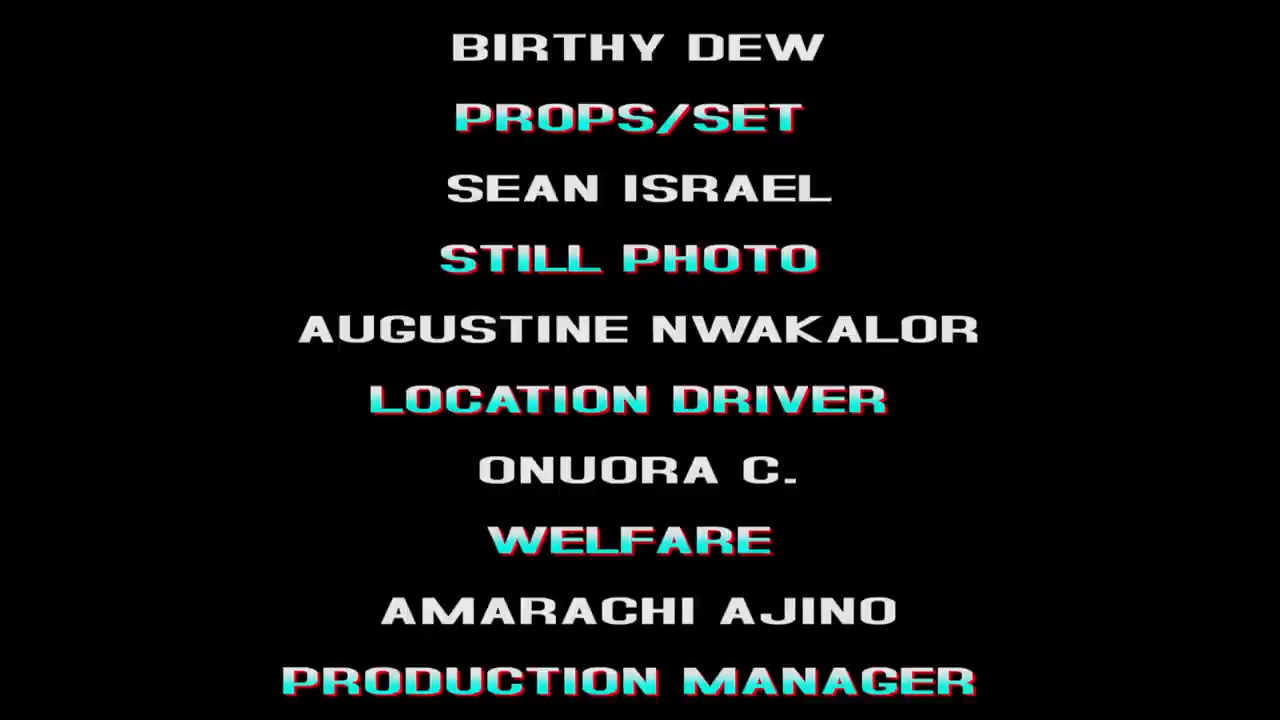 BIRTHY DEW
PROPS/SET
SEAN ISRAEL
STILL PHOTO
AUGUSTINE NWAKALOR
LOCATION DRIVER
ONUORA C.
WELFARE
AMARACHI AJINO
PRODUCTION MANAGER